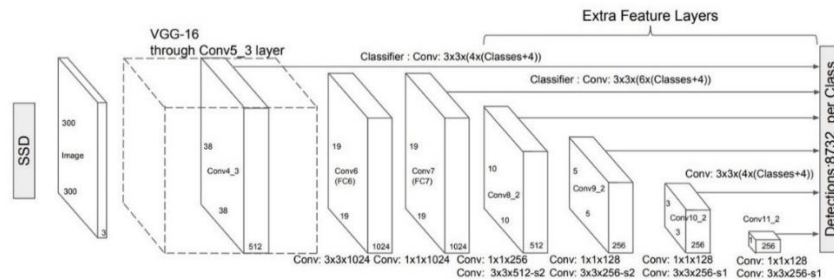 Extra Feature Layers
VGG-16
through Conv5_3 layer
Classifier : Conv: 3x3x(4x(Classes+4))
Classifier : Conv: 3x3x(6x(Classes+4))
SSD
300
Image
300
3
38
Conv4_3
38
512
19
Conv6
(FC6)
19
1024
19
Conv7
(FC7)
19
1024
10
Conv8_2
10
512
5
Conv9_2
5
256
Conv: 3x3x(4x(Classes+4))
3
Conv10_2
3
256
Conv11_2
1
256
Detections:8732 per Class
Conv: 3x3x1024
Conv: 1x1x1024
Conv: 1x1x256
Conv: 3x3x512-s2
Conv: 1x1x128
Conv: 3x3x256-s2
Conv: 1x1x128
Conv: 3x3x256-s1
Conv: 1x1x128
Conv: 3x3x256-s1